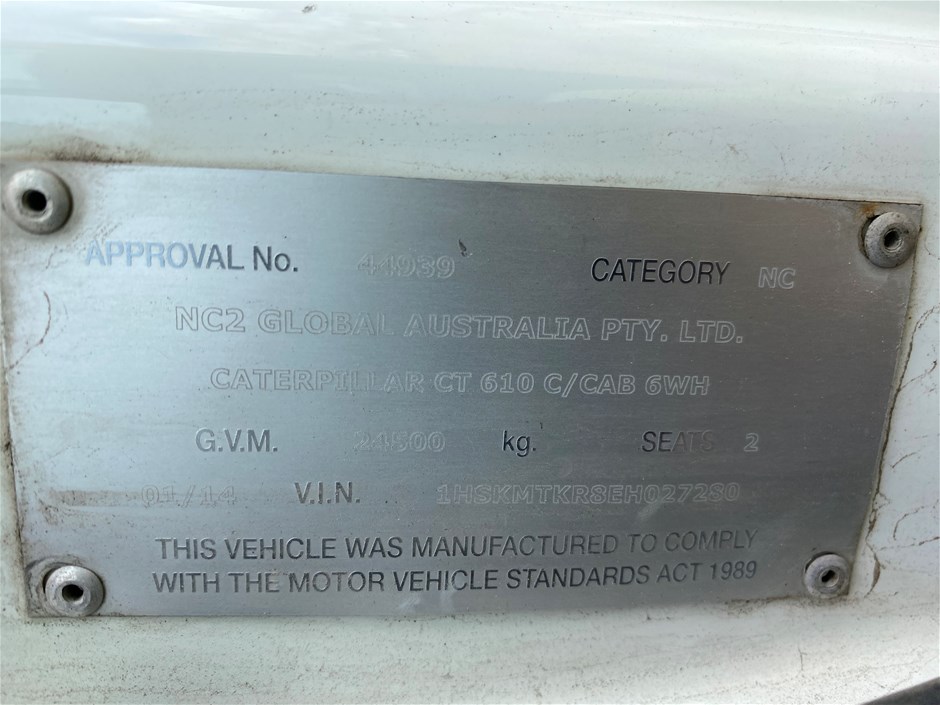 APPROVAL No. 44939 CATEGORY NC
NC2 GLOBAL AUSTRALIA PTY. LTD.
CATERPILLAR CT 610 C/CAB 6WH
G.V.M. 24500 kg. SEATS 2
01/14 V.I.N. 1HSKMTKR8EH027280
THIS VEHICLE WAS MANUFACTURED TO COMPLY
WITH THE MOTOR VEHICLE STANDARDS ACT 1989